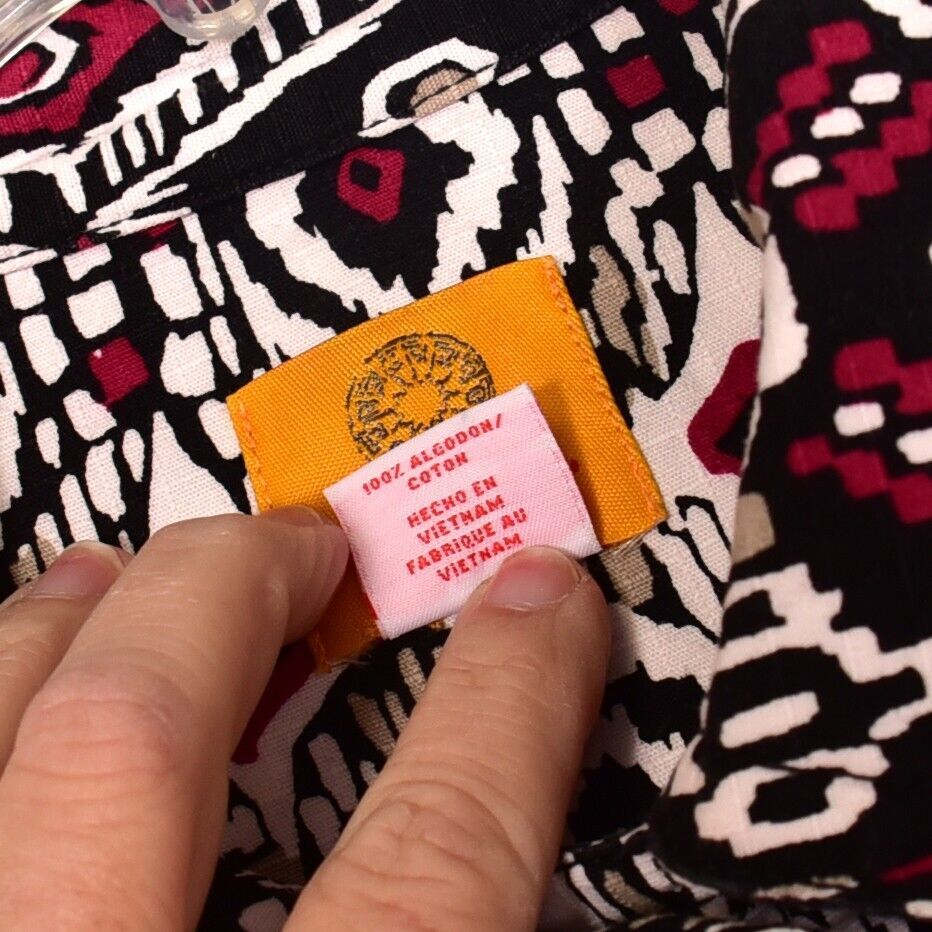 100% ALGODON/
COTON
HECHO EN
VIETNAM
FABRIQUE AU
VIETNAM